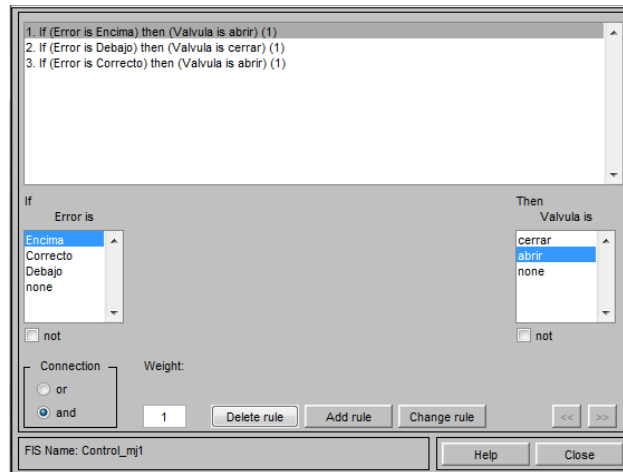 1. If (Error is Encima) then (Valvula is abrir) (1)
2. If (Error is Debajo) then (Valvula is cerrar) (1)
3. If (Error is Correcto) then (Valvula is abrir) (1)
If
Then
Error is
Valvula is
Encima
Correcto
Debajo
none
cerrar
abrir
none
not
not
Connection
or
and
Weight:
1
Delete rule
Add rule
Change rule
<<
>>
FIS Name: Control_mj1
Help
Close